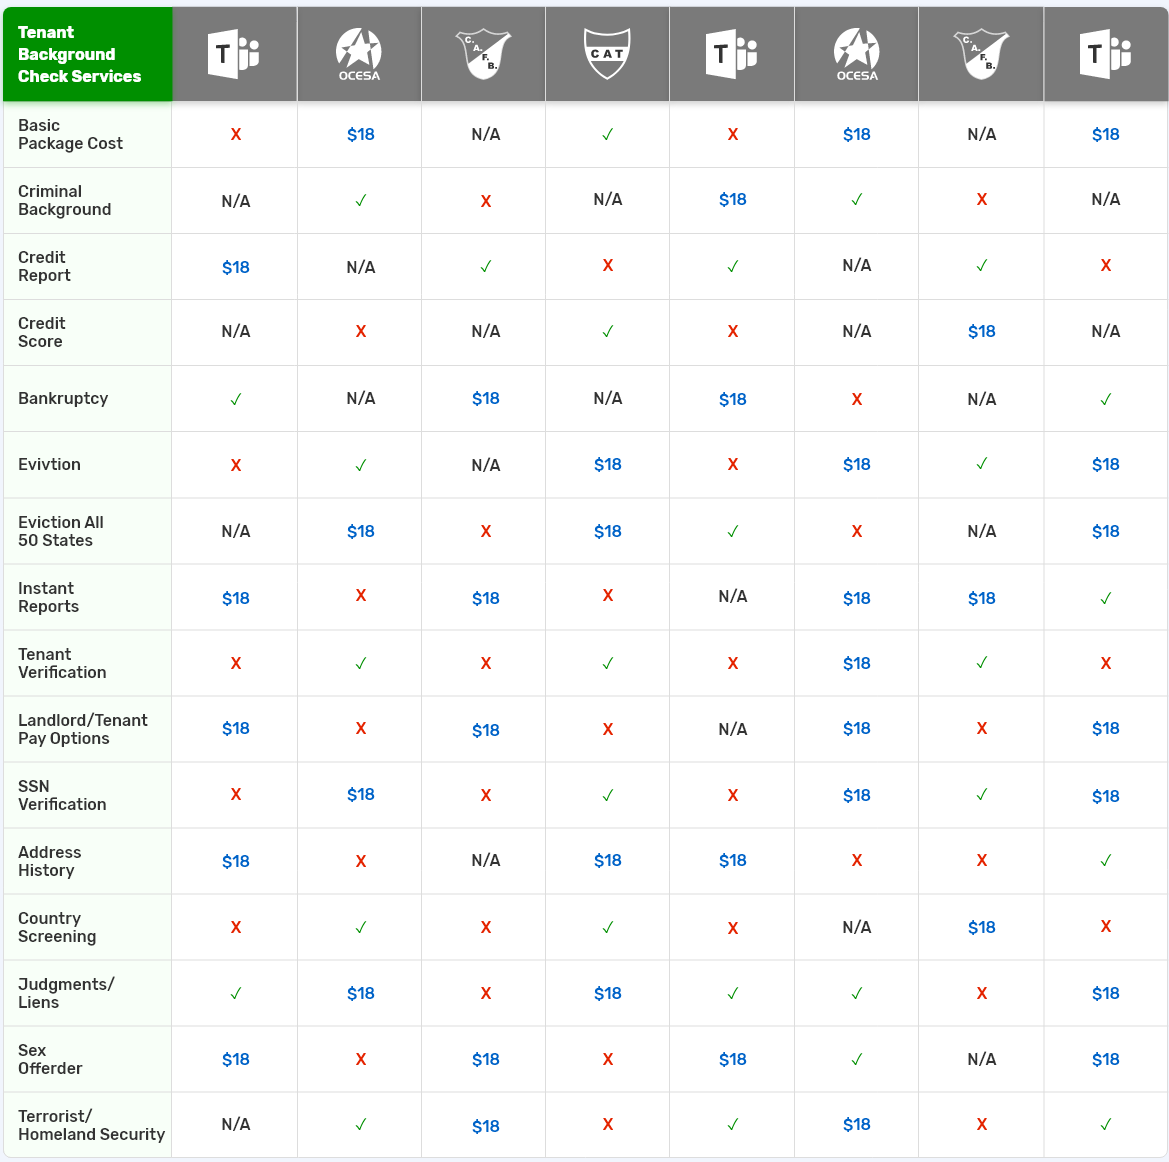 Tenant
Background
Check Services
T
OCESA
C. A. F. B.
CAT
T
OCESA
C. A. F. B.
T
Basic
Package Cost
X $18 N/A ✓ X $18 N/A $18
Criminal
Background
N/A ✓ X N/A $18 ✓ X N/A
Credit
Report
$18 N/A ✓ X ✓ N/A ✓ X
Credit
Score
N/A X N/A ✓ X N/A $18 N/A
Bankruptcy
✓ N/A $18 N/A $18 X N/A ✓
Evivtion
X ✓ N/A $18 X $18 ✓ $18
Eviction All
50 States
N/A $18 X $18 ✓ X N/A $18
Instant
Reports
$18 X $18 X N/A $18 $18 ✓
Tenant
Verification
X ✓ X ✓ X $18 ✓ X
Landlord/Tenant
Pay Options
$18 X $18 X N/A $18 X $18
SSN
Verification
X $18 X ✓ X $18 ✓ $18
Address
History
$18 X N/A $18 $18 X X ✓
Country
Screening
X ✓ X ✓ X N/A $18 X
Judgments/
Liens
✓ $18 X $18 ✓ ✓ X $18
Sex
Offerder
$18 X $18 X $18 ✓ N/A $18
Terrorist/
Homeland Security
N/A ✓ $18 X ✓ $18 X ✓